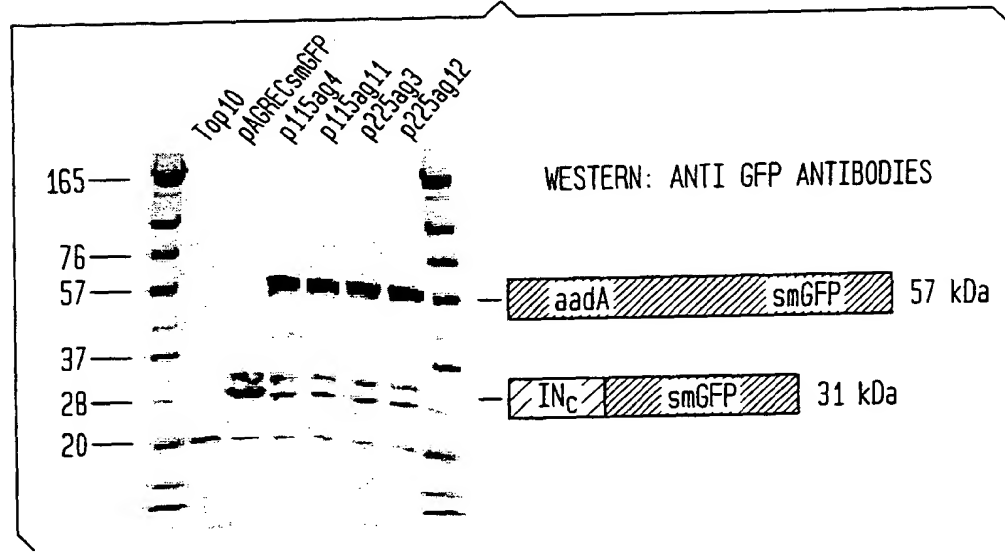 Top10
pAGRECsmGFP
p115ag4
p115ag11
p225ag3
p225ag12
165
76
57
37
28
20
WESTERN: ANTI GFP ANTIBODIES
aadA smGFP 57 kDa
INC smGFP 31 kDa